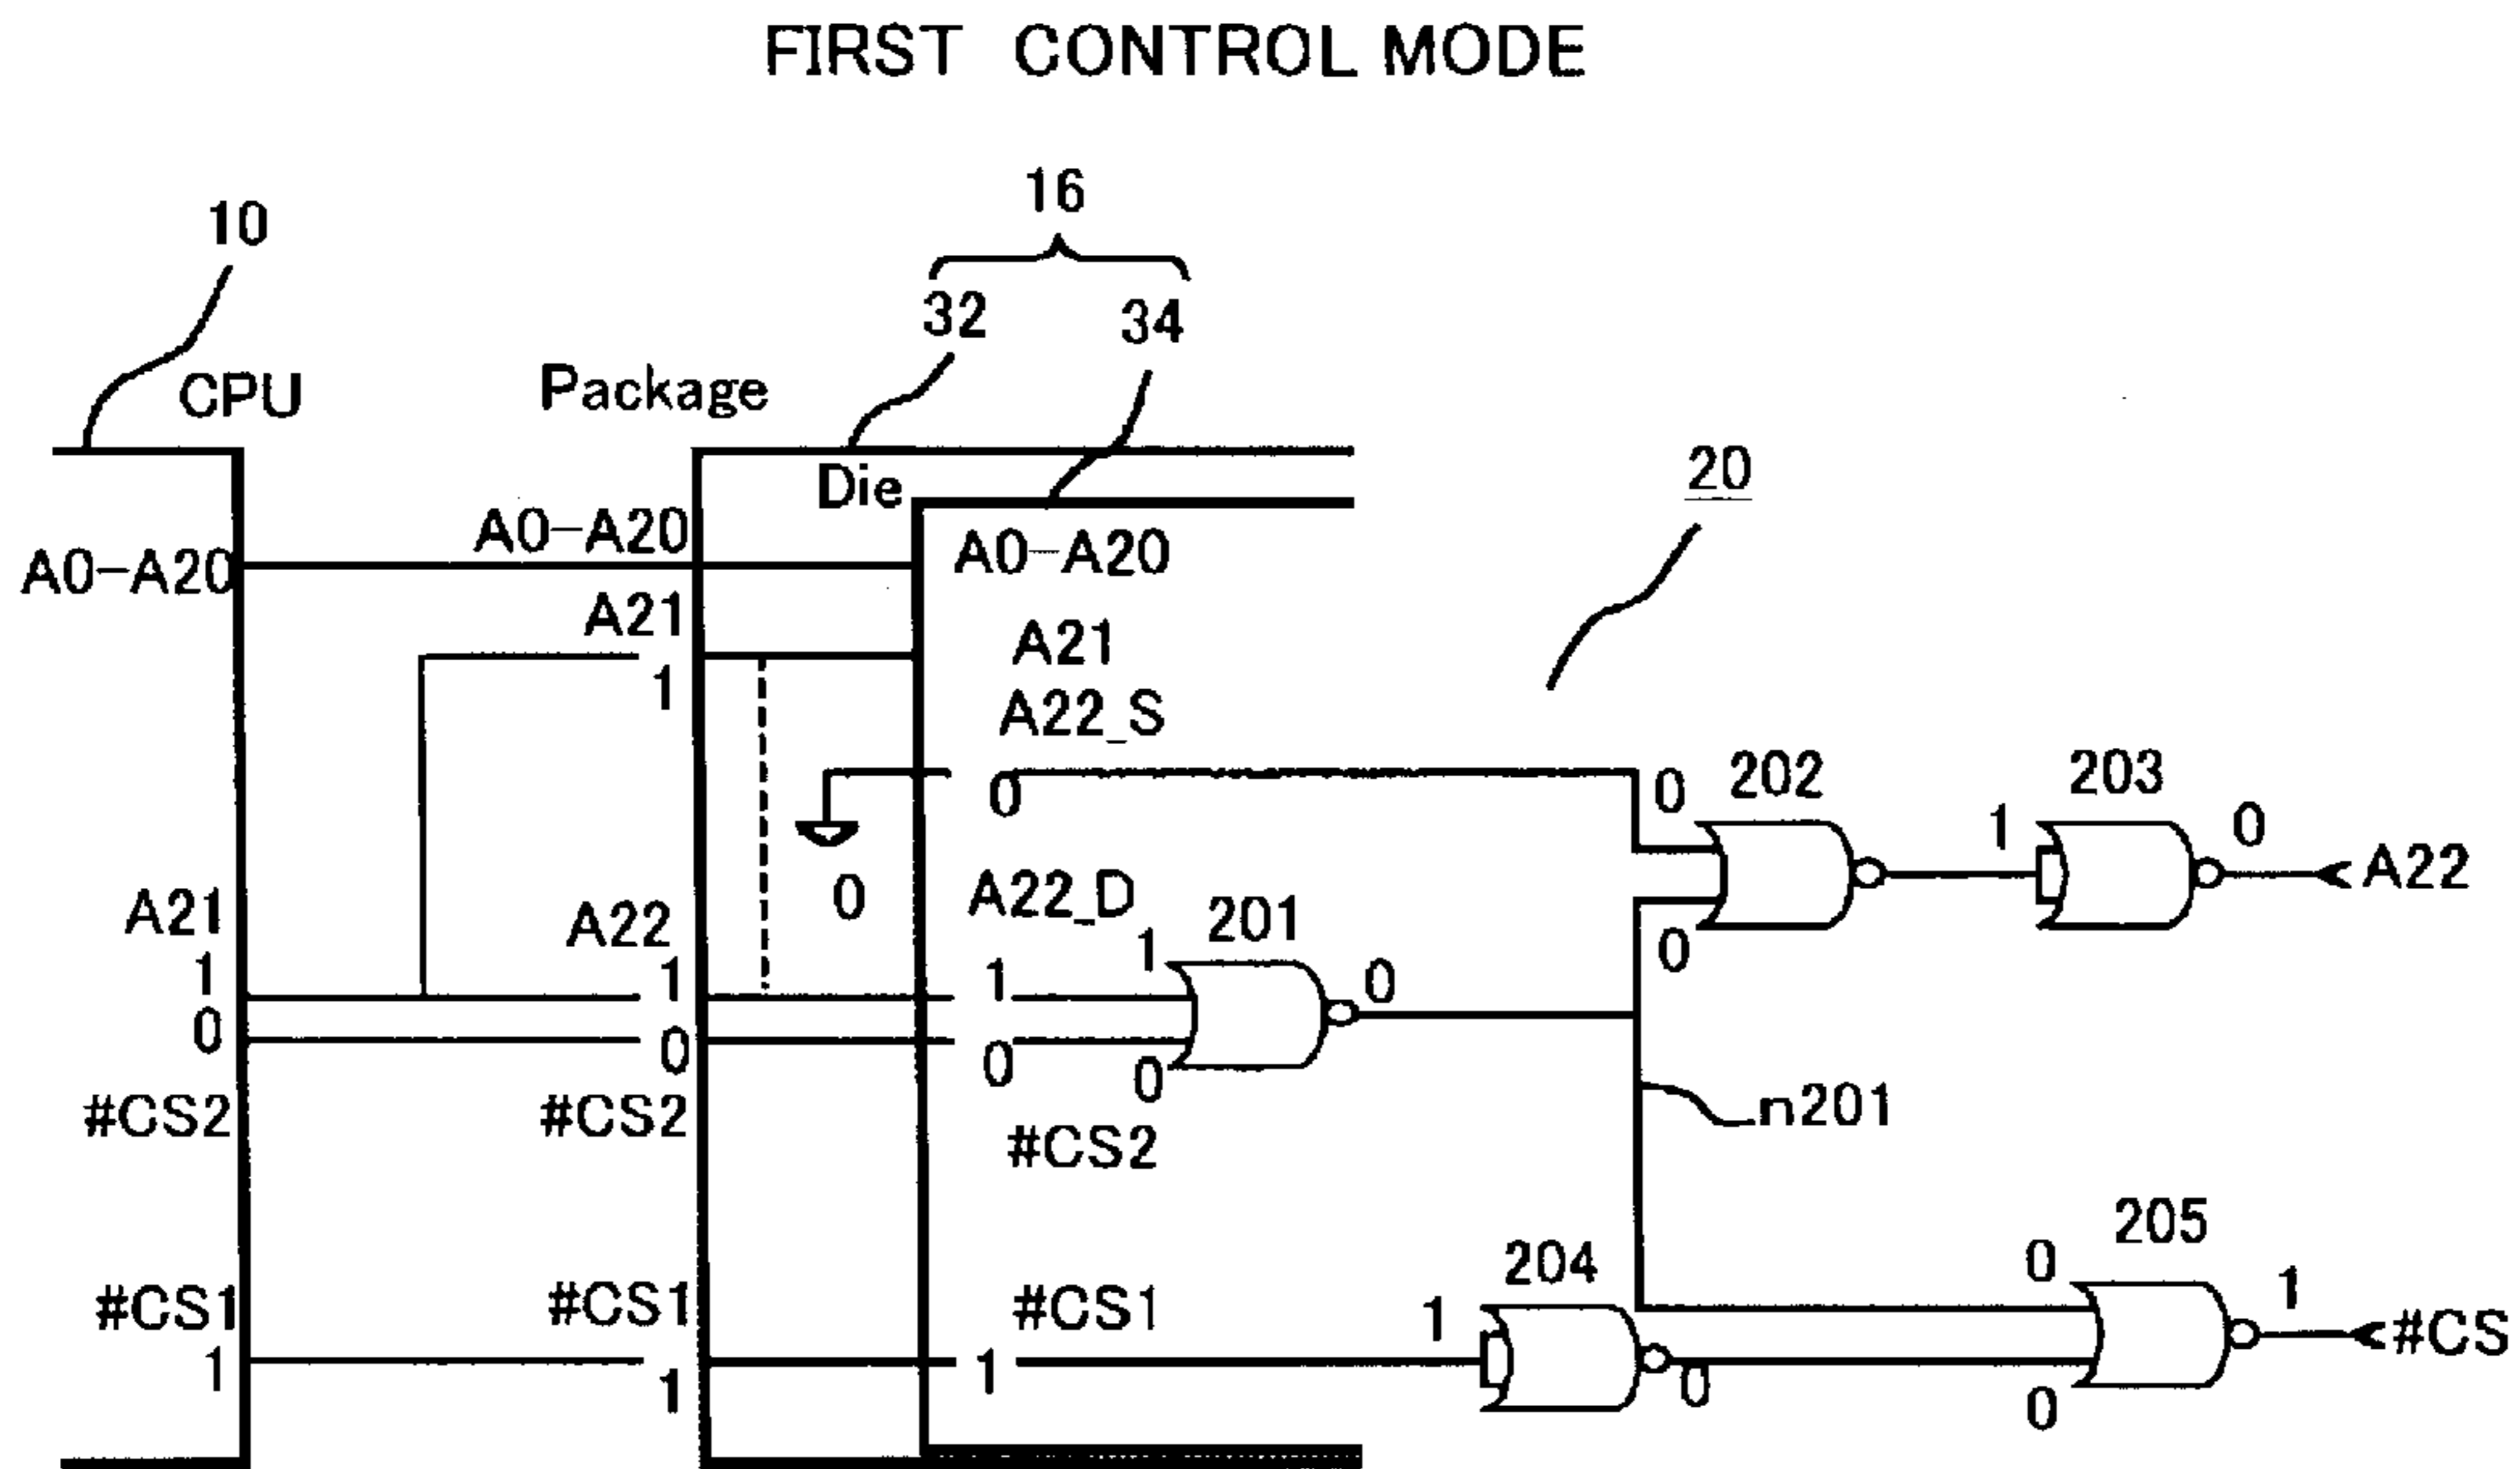 FIRST CONTROL MODE
16
10
32 34
CPU Package
Die
20
A0-A20 A0-A20 A0-A20
A21 A21
1
A22_S
0 0 202 203
1 0
0 A22
A21 A22 A22_D 201
0
1 1 1 1 0
0 0 0 0
#CS2 #CS2 #CS2
n201
204 205
0 1
#CS1 #CS1 #CS1 1
#CS
1 1 1 0 0